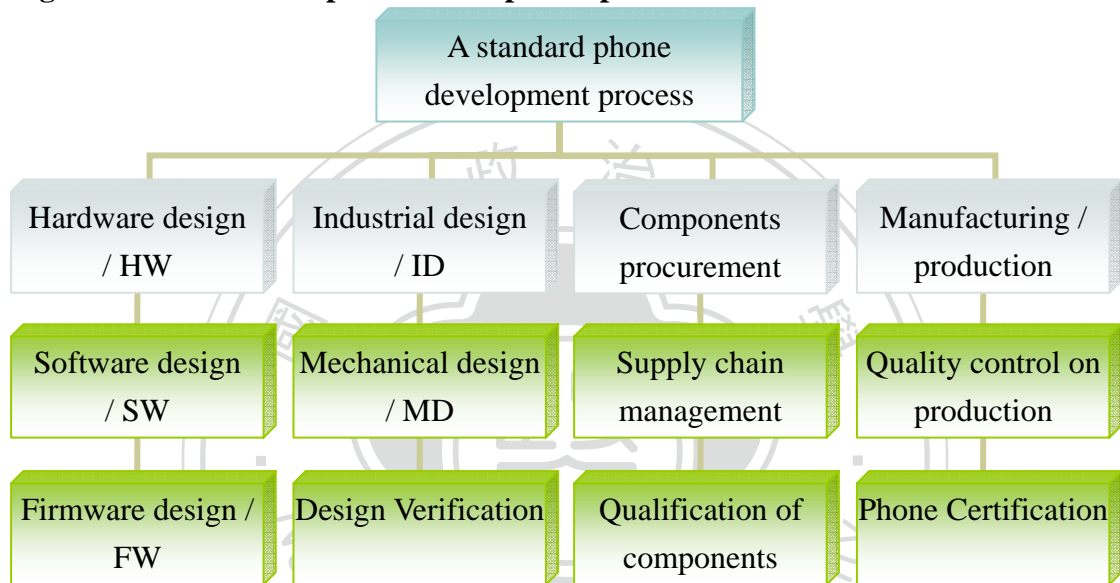 A standard phone
development process
Hardware design
/ HW
Industrial design
/ ID
Components
procurement
Manufacturing /
production
Software design
/ SW
Mechanical design
/ MD
Supply chain
management
Quality control on
production
Firmware design /
FW
Design Verification
Qualification of
components
Phone Certification